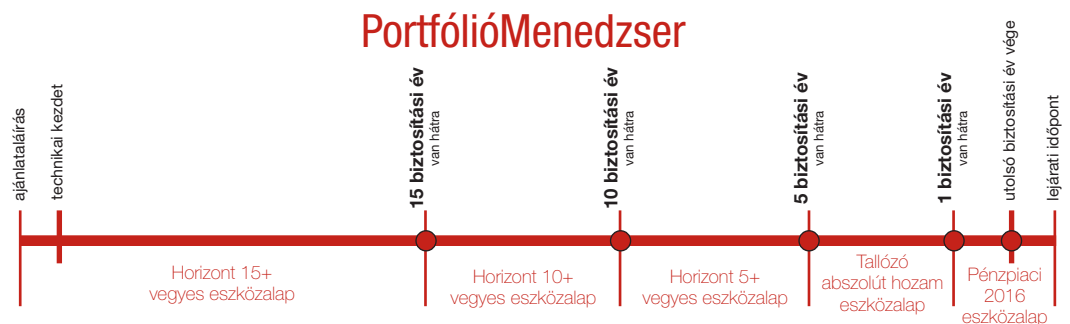 PortfólióMenedzser
ajánlataláírás
technikai kezdet
15 biztosítási év
van hátra
10 biztosítási év
van hátra
5 biztosítási év
van hátra
1 biztosítási év
van hátra
utolsó biztosítási év vége
lejárati időpont
Horizont 15+
vegyes eszközalap
Horizont 10+
vegyes eszközalap
Horizont 5+
vegyes eszközalap
Tallózó
abszolút hozam
eszközalap
Pénzpiaci
2016
eszközalap